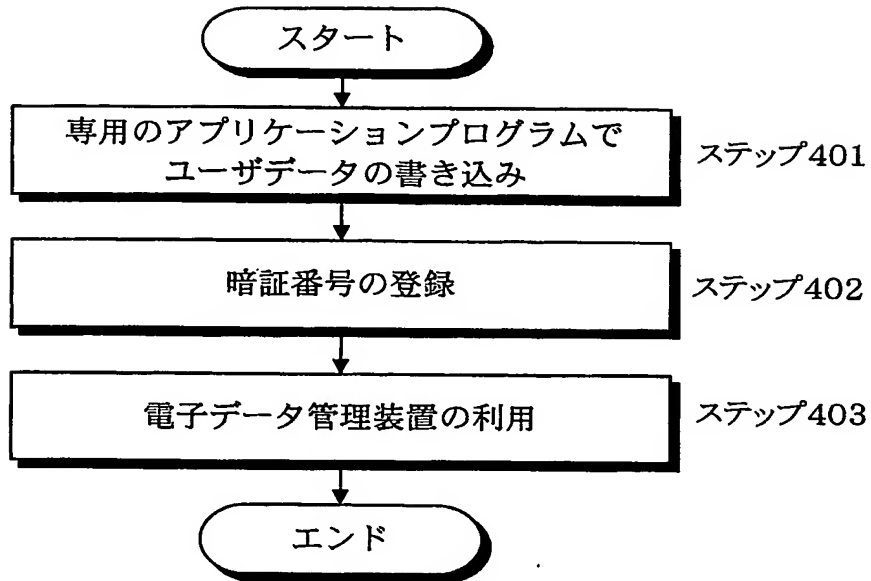 スタート
専用のアプリケーションプログラムで
ユーザデータの書き込み
ステップ401
暗証番号の登録
ステップ402
電子データ管理装置の利用
ステップ403
エンド